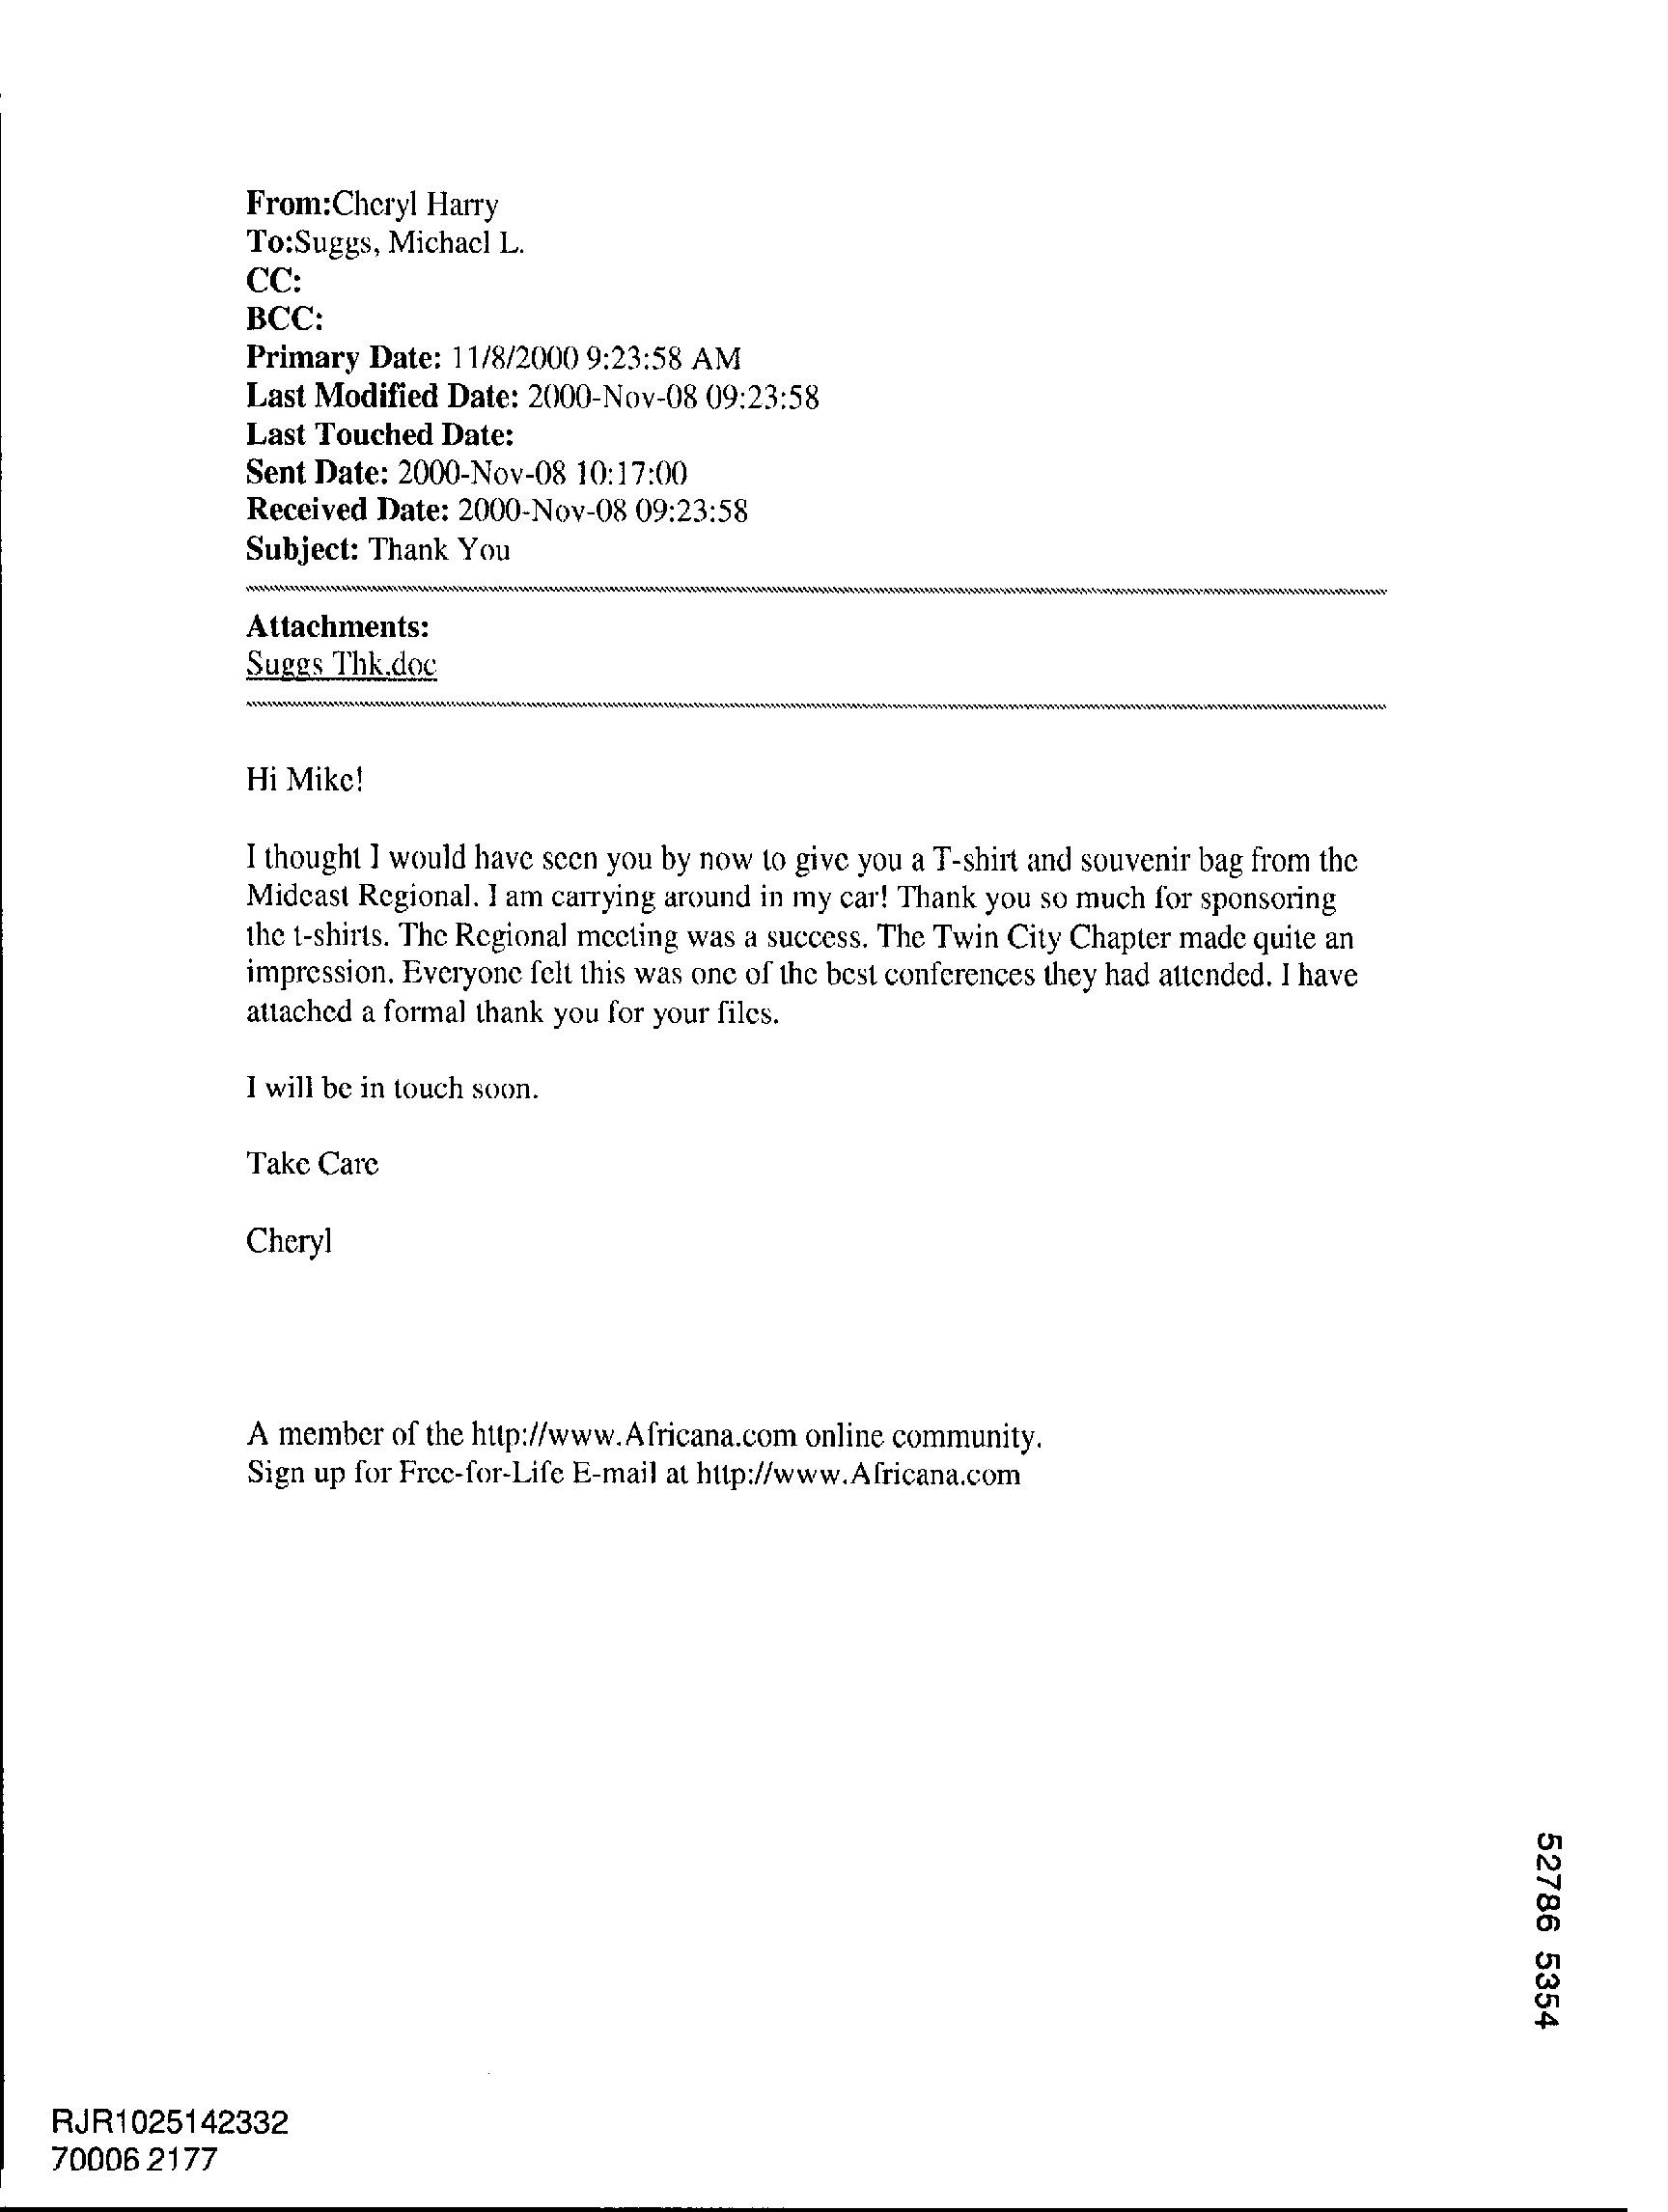 From:Cheryl Harry
To:Suggs, Michael L.
CC:
BCC:
Primary Date: 11/8/2000 9:23:58 AM
Last Modified Date: 2000-Nov-08 09:23:58
Last Touched Date:
Sent Date: 2000-Nov-08 10:17:00
Received Date: 2000-Nov-08 09:23:58
Subject: Thank You
Attachments:
Suggs Thk.doc
Hi Mike!
I thought I would have seen you by now to give you a T-shirt and souvenir bag from the
Mideast Regional. I am carrying around in my car! Thank you so much for sponsoring
the t-shirts. The Regional meeting was a success. The Twin City Chapter made quite an
impression. Everyone felt this was one of the best conferences they had attended. I have
attached a formal thank you for your files.
I will be in touch soon.
Take Care
Cheryl
A member of the http://www.Africana.com online community.
Sign up for Free-for-Life E-mail at http://www.Africana.com
52786 5354
RJR1025142332
70006 2177